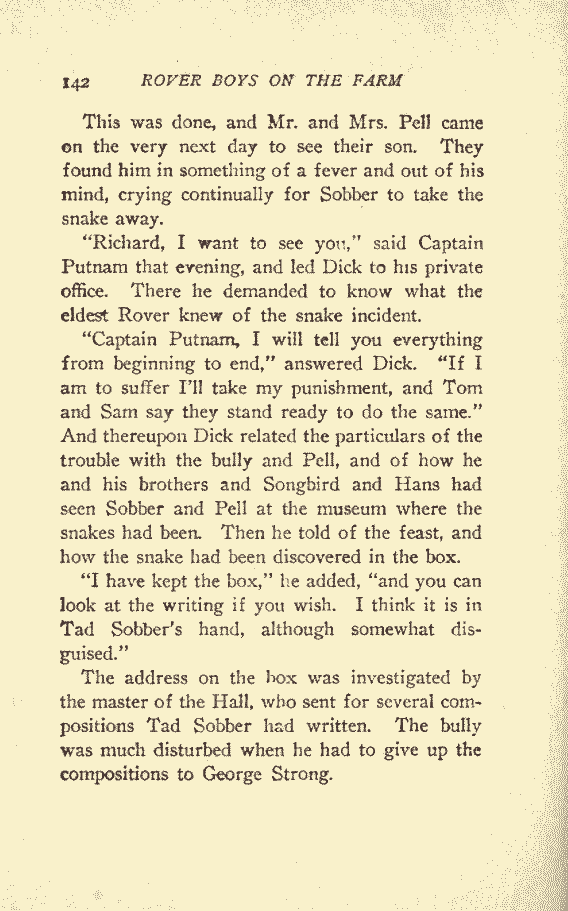 142 ROVER BOYS ON THE FARM
This was done, and Mr. and Mrs. Pell came
on the very next day to see their son. They
found him in something of a fever and out of his
mind, crying continually for Sobber to take the
snake away.
“Richard, I want to see you,” said Captain
Putnam that evening, and led Dick to his private
office. There he demanded to know what the
eldest Rover knew of the snake incident.
“Captain Putnam, I will tell you everything
from beginning to end,” answered Dick. “If I
am to suffer I’ll take my punishment, and Tom
and Sam say they stand ready to do the same.”
And thereupon Dick related the particulars of the
trouble with the bully and Pell, and of how he
and his brothers and Songbird and Hans had
seen Sobber and Pell at the museum where the
snakes had been. Then he told of the feast, and
how the snake had been discovered in the box.
“I have kept the box,” he added, “and you can
look at the writing if you wish. I think it is in
Tad Sobber’s hand, although somewhat dis-
guised.”
The address on the box was investigated by
the master of the Hall, who sent for several com-
positions Tad Sobber had written. The bully
was much disturbed when he had to give up the
compositions to George Strong.